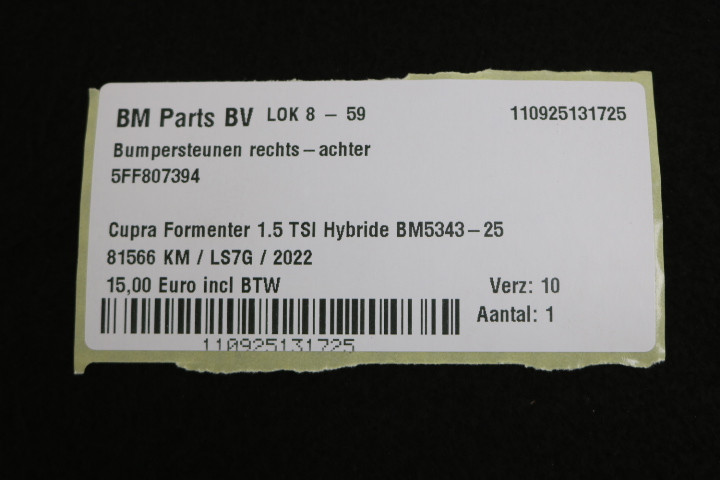 BM Parts BV LOK 8 - 59 110925131725
Bumpersteunen rechts-achter
5FF807394
Cupra Formenter 1.5 TSI Hybride BM5343-25
81566 KM / LS7G / 2022
15,00 Euro incl BTW Verz: 10
Aantal: 1
110925131725